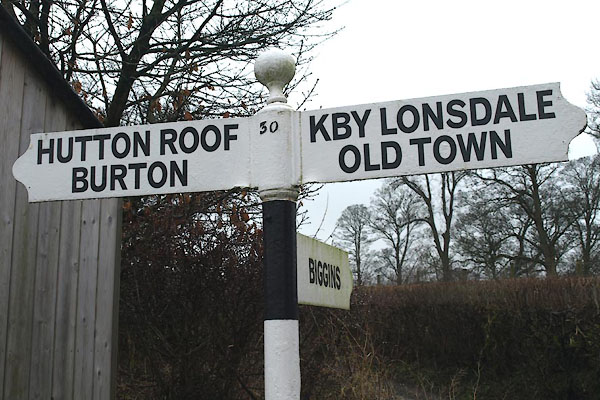 HUTTON ROOF
BURTON
30
KBY LONSDALE
OLD TOWN
BIGGINS